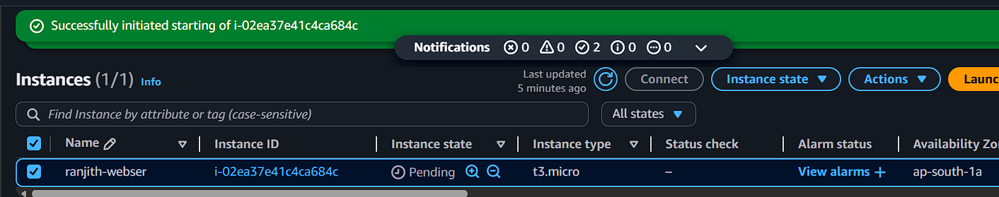 Successfully initiated starting of i-02ea37e41c4ca684c
Notifications 0 0 2 0 0
Instances (1/1) Info
Last updated
5 minutes ago
Connect
Instance state
Actions
Launc
Find Instance by attribute or tag (case-sensitive)
All states
Name Instance ID Instance state Instance type Status check Alarm status Availability Zo
ranjith-webser i-02ea37e41c4ca684c Pending t3.micro – View alarms + ap-south-1a